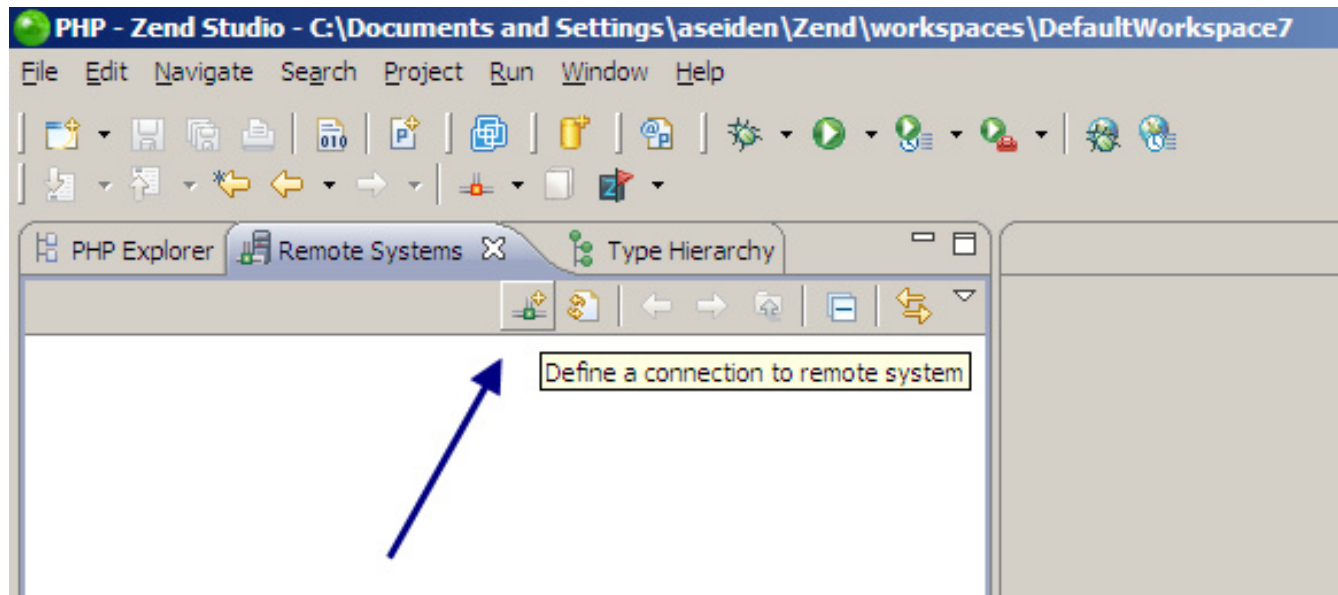 PHP - Zend Studio - C:\Documents and Settings\aseiden\Zend\workspaces\DefaultWorkspace7
File Edit Navigate Search Project Run Window Help
010 P @P
Z
PHP Explorer Remote Systems Type Hierarchy
Define a connection to remote system